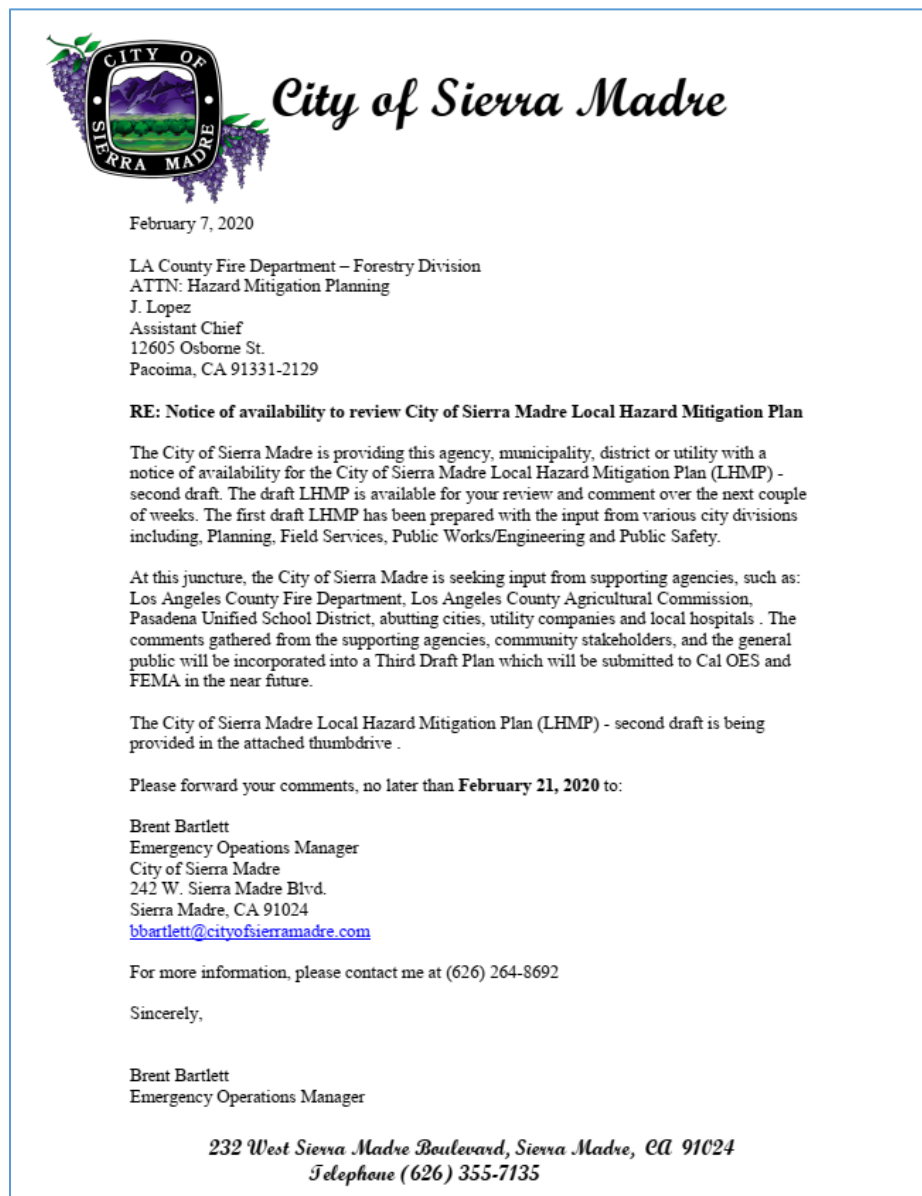 CITY OF
SIERRA MADRE
City of Sierra Madre
February 7, 2020
LA County Fire Department – Forestry Division
ATTN: Hazard Mitigation Planning
J. Lopez
Assistant Chief
12605 Osborne St.
Pacoima, CA 91331-2129
RE: Notice of availability to review City of Sierra Madre Local Hazard Mitigation Plan
The City of Sierra Madre is providing this agency, municipality, district or utility with a
notice of availability for the City of Sierra Madre Local Hazard Mitigation Plan (LHMP) -
second draft. The draft LHMP is available for your review and comment over the next couple
of weeks. The first draft LHMP has been prepared with the input from various city divisions
including, Planning, Field Services, Public Works/Engineering and Public Safety.
At this juncture, the City of Sierra Madre is seeking input from supporting agencies, such as:
Los Angeles County Fire Department, Los Angeles County Agricultural Commission,
Pasadena Unified School District, abutting cities, utility companies and local hospitals . The
comments gathered from the supporting agencies, community stakeholders, and the general
public will be incorporated into a Third Draft Plan which will be submitted to Cal OES and
FEMA in the near future.
The City of Sierra Madre Local Hazard Mitigation Plan (LHMP) - second draft is being
provided in the attached thumbdrive .
Please forward your comments, no later than February 21, 2020 to:
Brent Bartlett
Emergency Opeations Manager
City of Sierra Madre
242 W. Sierra Madre Blvd.
Sierra Madre, CA 91024
bbartlett@cityofsierramadre.com
For more information, please contact me at (626) 264-8692
Sincerely,
Brent Bartlett
Emergency Operations Manager
232 West Sierra Madre Boulevard, Sierra Madre, CA 91024
Telephone (626) 355-7135